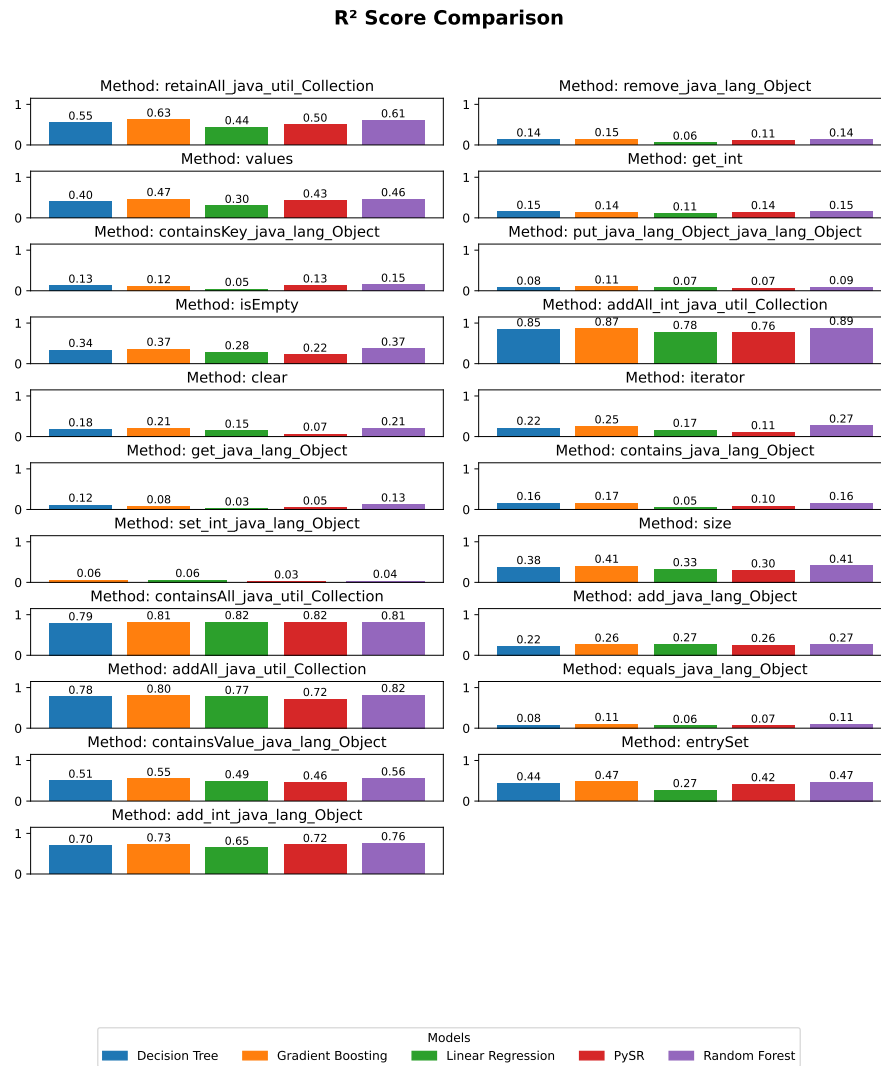 R² Score Comparison
Method: retainAll_java_util_Collection
1
0
0.55 0.63 0.44 0.50 0.61
Method: remove_java_lang_Object
1
0
0.14 0.15 0.06 0.11 0.14
Method: values
1
0
0.40 0.47 0.30 0.43 0.46
Method: get_int
1
0
0.15 0.14 0.11 0.14 0.15
Method: containsKey_java_lang_Object
1
0
0.13 0.12 0.05 0.13 0.15
Method: put_java_lang_Object_java_lang_Object
1
0
0.08 0.11 0.07 0.07 0.09
Method: isEmpty
1
0
0.34 0.37 0.28 0.22 0.37
Method: addAll_int_java_util_Collection
1
0
0.85 0.87 0.78 0.76 0.89
Method: clear
1
0
0.18 0.21 0.15 0.07 0.21
Method: iterator
1
0
0.22 0.25 0.17 0.11 0.27
Method: get_java_lang_Object
1
0
0.12 0.08 0.03 0.05 0.13
Method: contains_java_lang_Object
1
0
0.16 0.17 0.05 0.10 0.16
Method: set_int_java_lang_Object
1
0
0.06 0.06 0.03 0.04
Method: size
1
0
0.38 0.41 0.33 0.30 0.41
Method: containsAll_java_util_Collection
1
0
0.79 0.81 0.82 0.82 0.81
Method: add_java_lang_Object
1
0
0.22 0.26 0.27 0.26 0.27
Method: addAll_java_util_Collection
1
0
0.78 0.80 0.77 0.72 0.82
Method: equals_java_lang_Object
1
0
0.08 0.11 0.06 0.07 0.11
Method: containsValue_java_lang_Object
1
0
0.51 0.55 0.49 0.46 0.56
Method: entrySet
1
0
0.44 0.47 0.27 0.42 0.47
Method: add_int_java_lang_Object
1
0
0.70 0.73 0.65 0.72 0.76
Models
Decision Tree Gradient Boosting Linear Regression PySR Random Forest